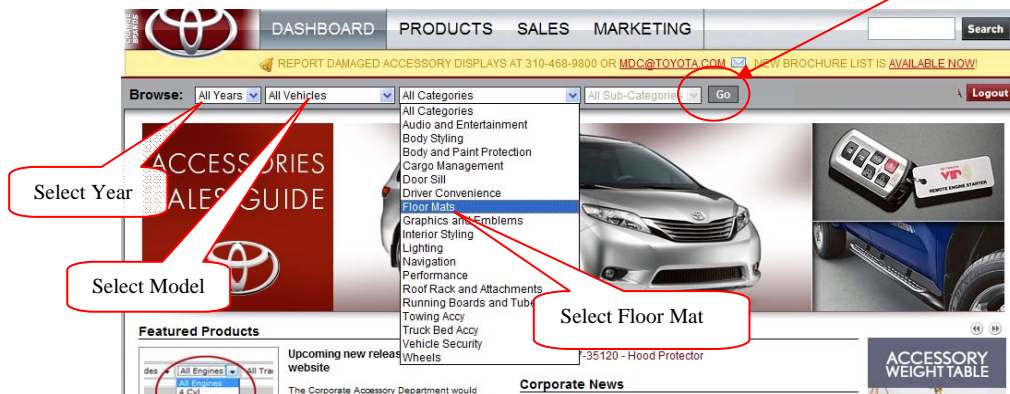 CHANGE BRANDS
DASHBOARD PRODUCTS SALES MARKETING Search
REPORT DAMAGED ACCESSORY DISPLAYS AT 310-468-9800 OR MDC@TOYOTA.COM NEW BROCHURE LIST IS AVAILABLE NOW!
Browse: All Years All Vehicles All Categories All Sub-Categories Go Logout
All Categories
Audio and Entertainment
Body Styling
Body and Paint Protection
Cargo Management
Door Sill
Driver Convenience
Floor Mats
Graphics and Emblems
Interior Styling
Lighting
Navigation
Performance
Roof Rack and Attachments
Running Boards and Tube
Towing Accy
Truck Bed Accy
Vehicle Security
Wheels
ACCESSORIES
SALES GUIDE
VIP
REMOTE ENGINE STARTER
Select Year
Select Model
Select Floor Mat
Featured Products
des All Engines All Tra
All Engines
4 Cyl
Upcoming new releas
website
The Corporate Accessory Department would
-35120 - Hood Protector
Corporate News
ACCESSORY
WEIGHT TABLE